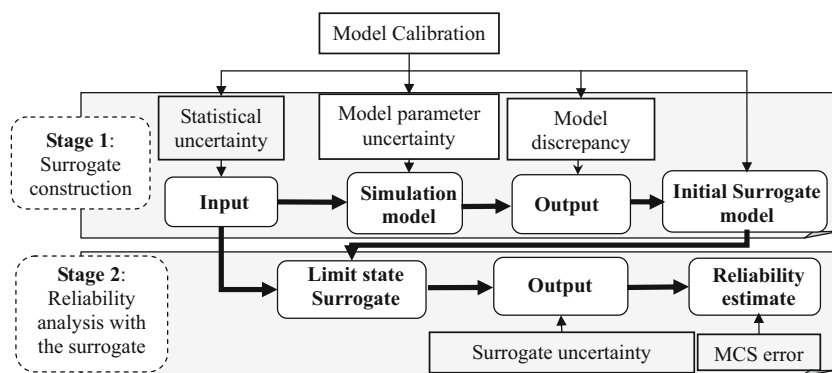 Model Calibration
Statistical
uncertainty
Model parameter
uncertainty
Model
discrepancy
Stage 1:
Surrogate
construction
Input
Simulation
model
Output
Initial Surrogate
model
Stage 2:
Reliability
analysis with
the surrogate
Limit state
Surrogate
Output
Reliability
estimate
Surrogate uncertainty
MCS error